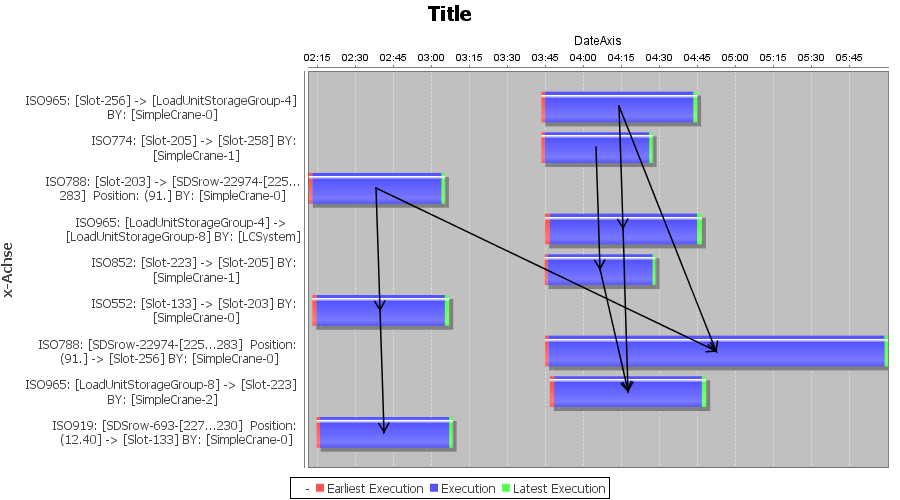 Title
DateAxis
02:15 02:30 02:45 03:00 03:15 03:30 03:45 04:00 04:15 04:30 04:45 05:00 05:15 05:30 05:45
x-Achse
ISO965: [Slot-256] -> [LoadUnitStorageGroup-4]
BY: [SimpleCrane-0]
ISO774: [Slot-205] -> [Slot-258] BY:
[SimpleCrane-1]
ISO788: [Slot-203] -> [SDSrow-22974-[225...
283] Position: (91.] BY: [SimpleCrane-0]
ISO965: [LoadUnitStorageGroup-4] ->
[LoadUnitStorageGroup-8] BY: [LCSystem]
ISO852: [Slot-223] -> [Slot-205] BY:
[SimpleCrane-1]
ISO552: [Slot-133] -> [Slot-203] BY:
[SimpleCrane-0]
ISO788: [SDSrow-22974-[225...283] Position:
(91.] -> [Slot-256] BY: [SimpleCrane-0]
ISO965: [LoadUnitStorageGroup-8] -> [Slot-223]
BY: [SimpleCrane-2]
ISO919: [SDSrow-693-[227...230] Position:
(12.40] -> [Slot-133] BY: [SimpleCrane-0]
- Earliest Execution Execution Latest Execution